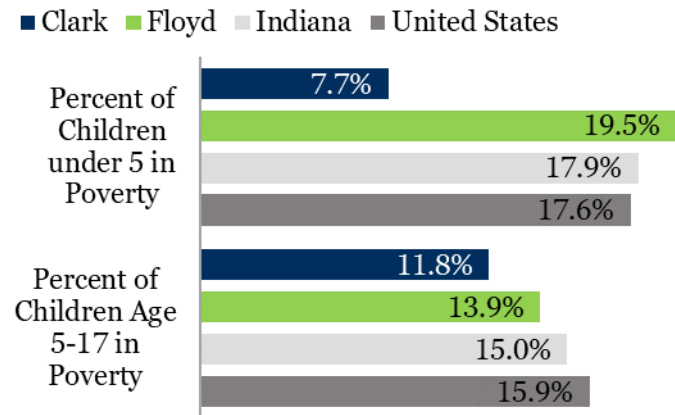 Clark Floyd Indiana United States
Percent of
Children
under 5 in
Poverty
7.7%
19.5%
17.9%
17.6%
Percent of
Children Age
5-17 in
Poverty
11.8%
13.9%
15.0%
15.9%